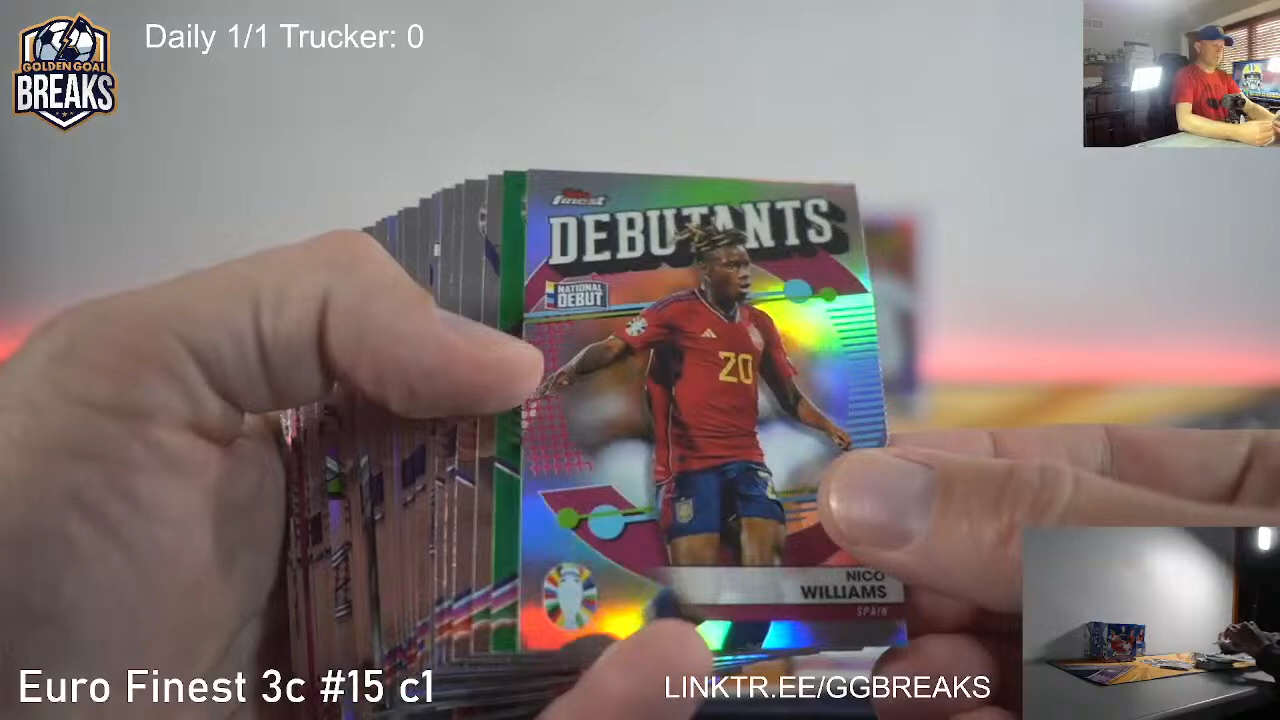 GOLDEN GOAL
BREAKS
Daily 1/1 Trucker: 0
finest
DEBUTANTS
NATIONAL
DEBUT
20
NICO
WILLIAMS
SPAIN
Euro Finest 3c #15 c1
LINKTR.EE/GGBREAKS